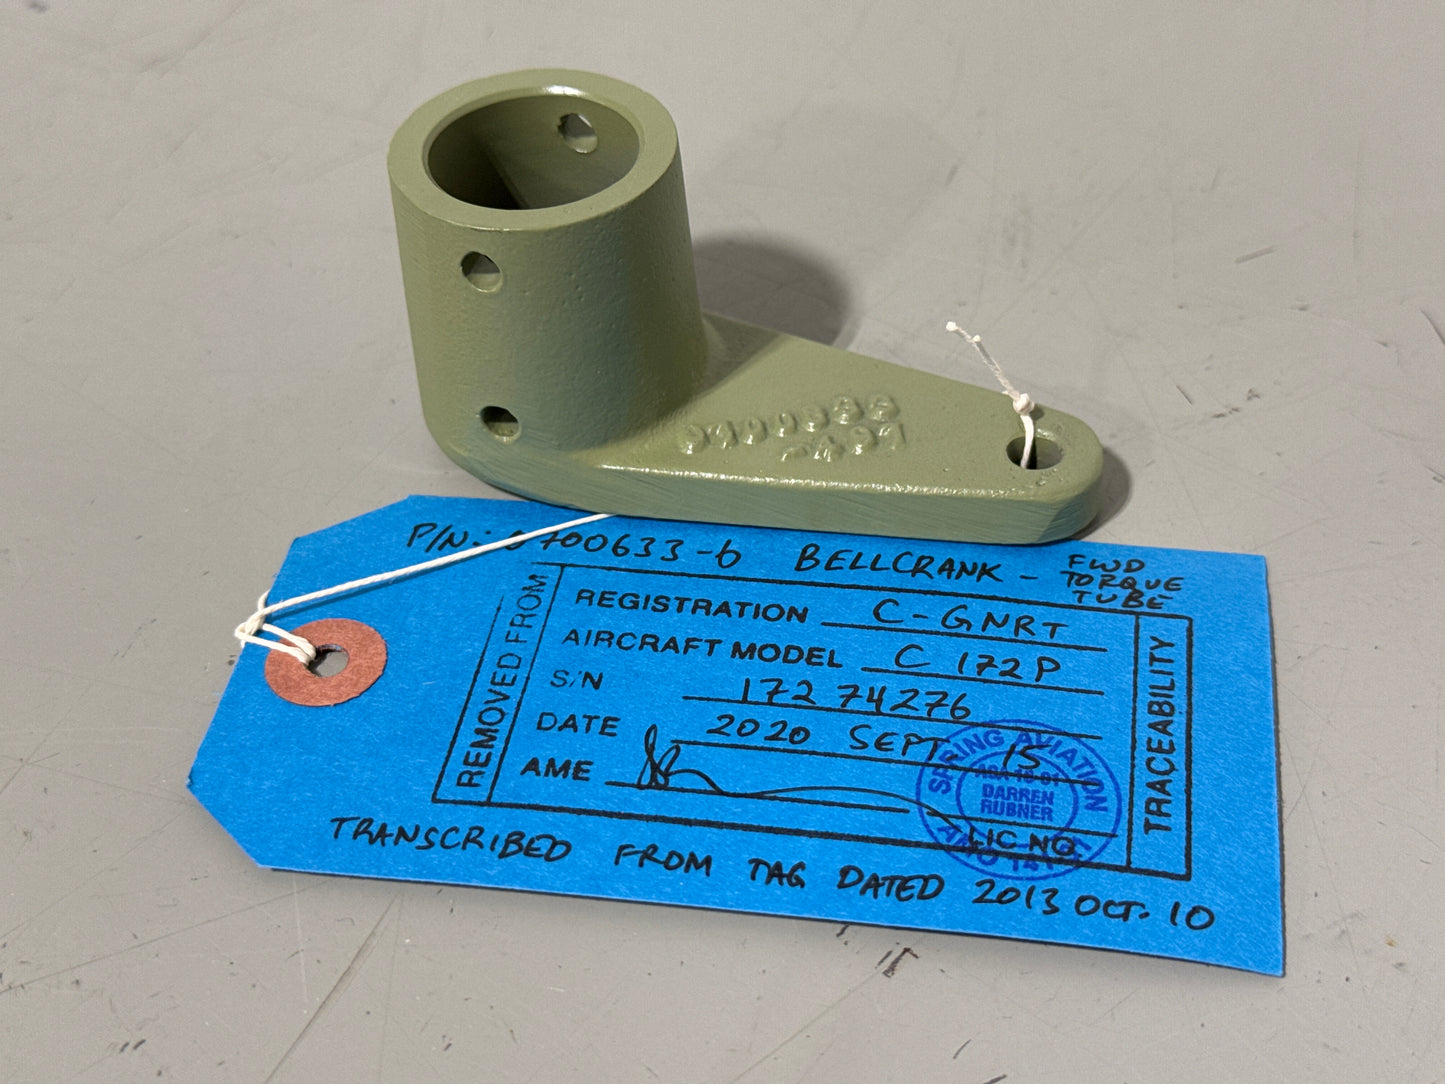 P/N: 0700633-6 BELLCRANK - FWD
TORQUE
TUBE
REMOVED FROM
REGISTRATION C-GNRT
AIRCRAFT MODEL C 172P
S/N 172 74276
DATE 2020 SEPT 15
AME
LIC NO.
TRACEABILITY
SPRING AVIATION
DARREN
RUBNER
TRANSCRIBED FROM TAG DATED 2013 OCT. 10